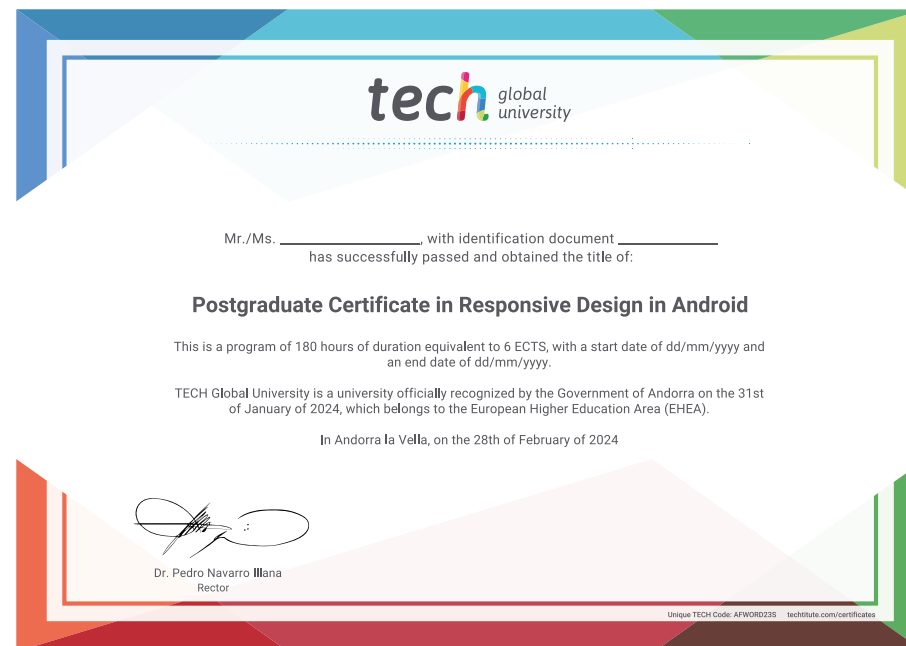 tech global university
Mr./Ms. ____________, with identification document ____________
has successfully passed and obtained the title of:
Postgraduate Certificate in Responsive Design in Android
This is a program of 180 hours of duration equivalent to 6 ECTS, with a start date of dd/mm/yyyy and
an end date of dd/mm/yyyy.
TECH Global University is a university officially recognized by the Government of Andorra on the 31st
of January of 2024, which belongs to the European Higher Education Area (EHEA).
In Andorra la Vella, on the 28th of February of 2024
Dr. Pedro Navarro Illana
Rector
Unique TECH Code: AFWORD23S techtitute.com/certificates